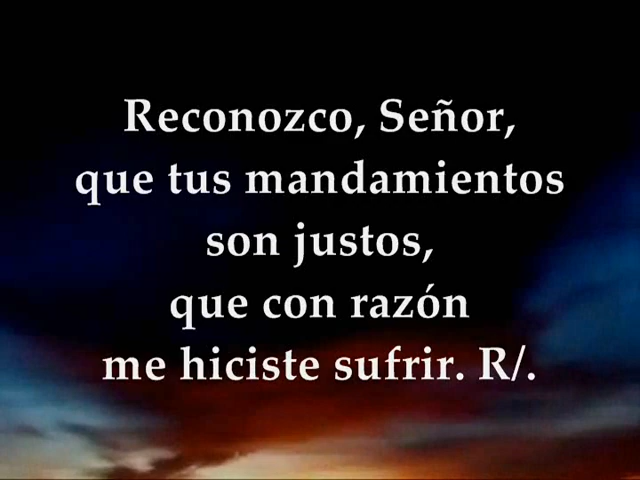 Reconozco, Señor,
que tus mandamientos
son justos,
que con razón
me hiciste sufrir. R/.